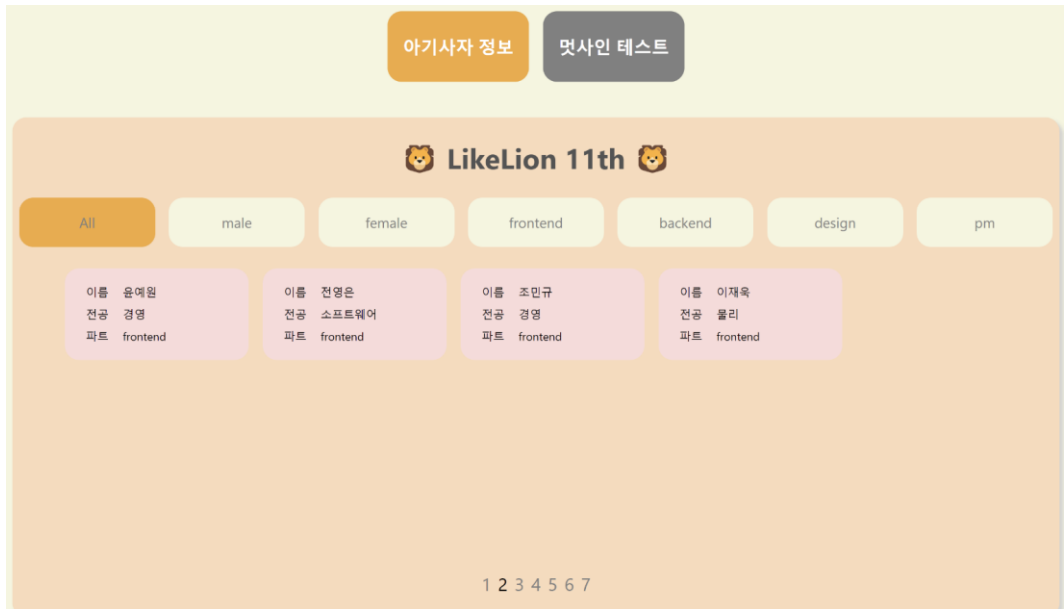 아기사자 정보
멋사인 테스트
🦁 LikeLion 11th 🦁
All
male
female
frontend
backend
design
pm
이름 윤예원
전공 경영
파트 frontend
이름 전영은
전공 소프트웨어
파트 frontend
이름 조민규
전공 경영
파트 frontend
이름 이재욱
전공 물리
파트 frontend
1 2 3 4 5 6 7